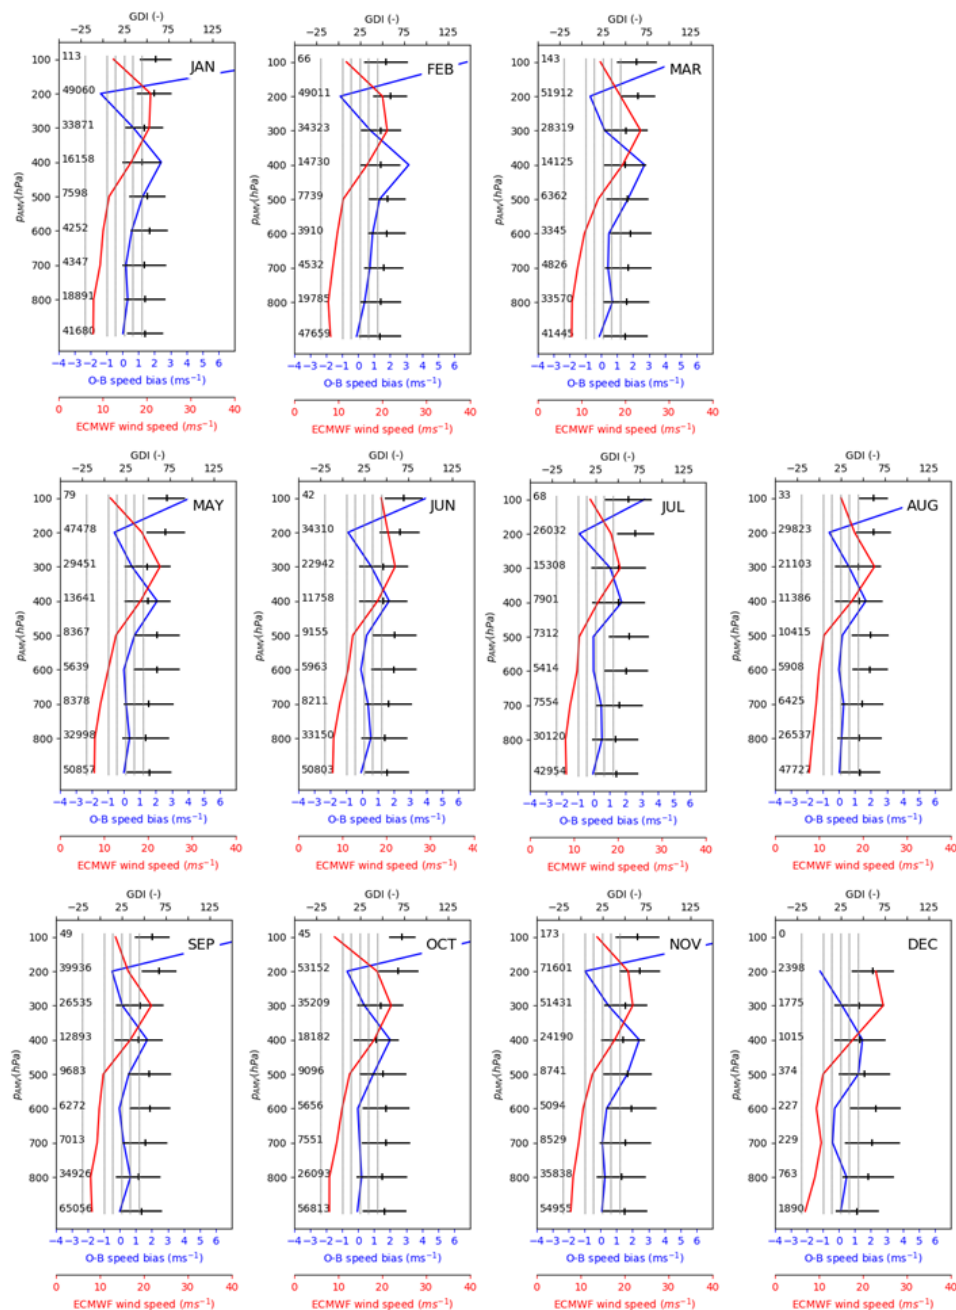 GDI (-) GDI (-) GDI (-)
−25 25 75 125 −25 25 75 125 −25 25 75 125
JAN FEB MAR
100 113 100 66 100 143
200 49060 200 49011 200 51912
300 33871 300 34323 300 28319
400 16158 400 14730 400 14125
500 7598 500 7739 500 6362
600 4252 600 3910 600 3345
700 4347 700 4532 700 4826
800 18891 800 19785 800 33570
41680 47659 41445
pAMV(hPa) pAMV(hPa) pAMV(hPa)
−4 −2 −1 0 1 2 3 4 5 6 −4 −2 −1 0 1 2 3 4 5 6 −4 −2 −1 0 1 2 3 4 5 6
O-B speed bias (ms−1) O-B speed bias (ms−1) O-B speed bias (ms−1)
0 10 20 30 40 0 10 20 30 40 0 10 20 30 40
ECMWF wind speed (ms−1) ECMWF wind speed (ms−1) ECMWF wind speed (ms−1)
GDI (-) GDI (-) GDI (-) GDI (-)
−25 25 75 125 −25 25 75 125 −25 25 75 125 −25 25 75 125
MAY JUN JUL AUG
100 79 100 42 100 68 100 33
200 47478 200 34310 200 26032 200 29823
300 29451 300 22942 300 15308 300 21103
400 13641 400 11758 400 7901 400 11386
500 8367 500 9155 500 7312 500 10415
600 5639 600 5963 600 5414 600 5908
700 8378 700 8211 700 7554 700 6425
800 32998 800 33150 800 30120 800 26537
50857 50803 42954 47727
pAMV(hPa) pAMV(hPa) pAMV(hPa) pAMV(hPa)
−4 −2 −1 0 1 2 3 4 5 6 −4 −2 −1 0 1 2 3 4 5 6 −4 −2 −1 0 1 2 3 4 5 6 −4 −2 −1 0 1 2 3 4 5 6
O-B speed bias (ms−1) O-B speed bias (ms−1) O-B speed bias (ms−1) O-B speed bias (ms−1)
0 10 20 30 40 0 10 20 30 40 0 10 20 30 40 0 10 20 30 40
ECMWF wind speed (ms−1) ECMWF wind speed (ms−1) ECMWF wind speed (ms−1) ECMWF wind speed (ms−1)
GDI (-) GDI (-) GDI (-) GDI (-)
−25 25 75 125 −25 25 75 125 −25 25 75 125 −25 25 75 125
SEP OCT NOV DEC
100 49 100 45 100 173 100 0
200 39936 200 53152 200 71601 200 2398
300 26535 300 35209 300 51431 300 1775
400 12893 400 18182 400 24190 400 1015
500 9683 500 9096 500 8741 500 374
600 6272 600 5656 600 5094 600 227
700 7013 700 7551 700 8529 700 229
800 34926 800 26093 800 35838 800 763
65056 56813 54955 1890
pAMV(hPa) pAMV(hPa) pAMV(hPa) pAMV(hPa)
−4 −2 −1 0 1 2 3 4 5 6 −4 −2 −1 0 1 2 3 4 5 6 −4 −2 −1 0 1 2 3 4 5 6 −4 −2 −1 0 1 2 3 4 5 6
O-B speed bias (ms−1) O-B speed bias (ms−1) O-B speed bias (ms−1) O-B speed bias (ms−1)
0 10 20 30 40 0 10 20 30 40 0 10 20 30 40 0 10 20 30 40
ECMWF wind speed (ms−1) ECMWF wind speed (ms−1) ECMWF wind speed (ms−1) ECMWF wind speed (ms−1)